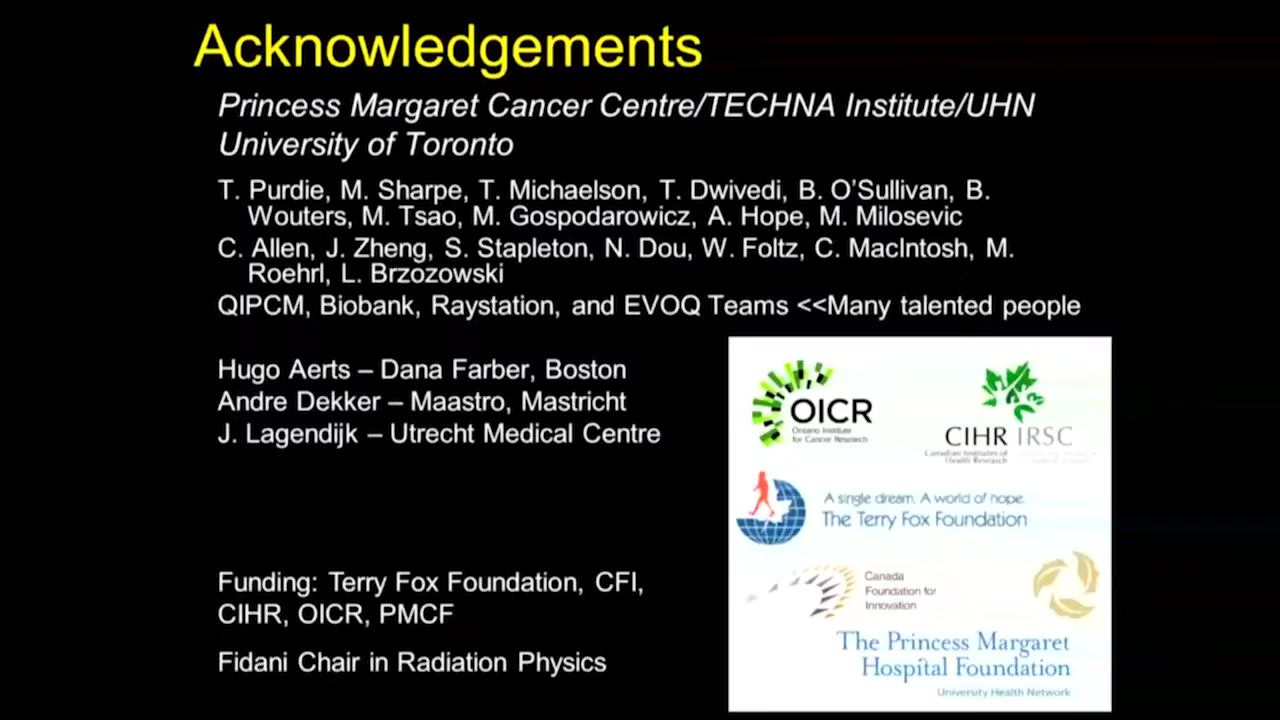 Acknowledgements
Princess Margaret Cancer Centre/TECHNA Institute/UHN
University of Toronto
T. Purdie, M. Sharpe, T. Michaelson, T. Dwivedi, B. O'Sullivan, B.
Wouters, M. Tsao, M. Gospodarowicz, A. Hope, M. Milosevic
C. Allen, J. Zheng, S. Stapleton, N. Dou, W. Foltz, C. MacIntosh, M.
Roehrl, L. Brzozowski
QIPCM, Biobank, Raystation, and EVOQ Teams <<Many talented people
Hugo Aerts – Dana Farber, Boston
Andre Dekker – Maastro, Mastricht
J. Lagendijk – Utrecht Medical Centre
Funding: Terry Fox Foundation, CFI,
CIHR, OICR, PMCF
Fidani Chair in Radiation Physics
OICR
Ontario Institute
for Cancer Research
CIHR IRSC
Canadian Institutes of
Health Research
A single dream. A world of hope.
The Terry Fox Foundation
Canada
Foundation for
Innovation
The Princess Margaret
Hospital Foundation
University Health Network